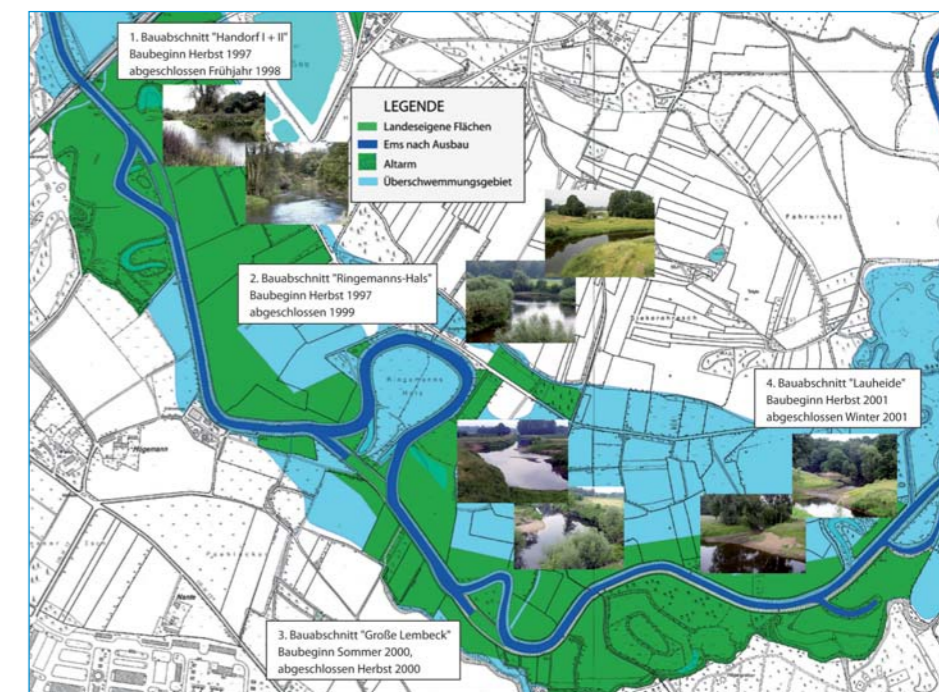 1. Bauabschnitt "Handorf I + II"
Baubeginn Herbst 1997
abgeschlossen Frühjahr 1998
LEGENDE
Landeseigene Flächen
Ems nach Ausbau
Altarm
Überschwemmungsgebiet
2. Bauabschnitt "Ringemanns-Hals"
Baubeginn Herbst 1997
abgeschlossen 1999
Ringemanns
Hals
4. Bauabschnitt "Lauheide"
Baubeginn Herbst 2001
abgeschlossen Winter 2001
3. Bauabschnitt "Große Lembeck"
Baubeginn Sommer 2000,
abgeschlossen Herbst 2000